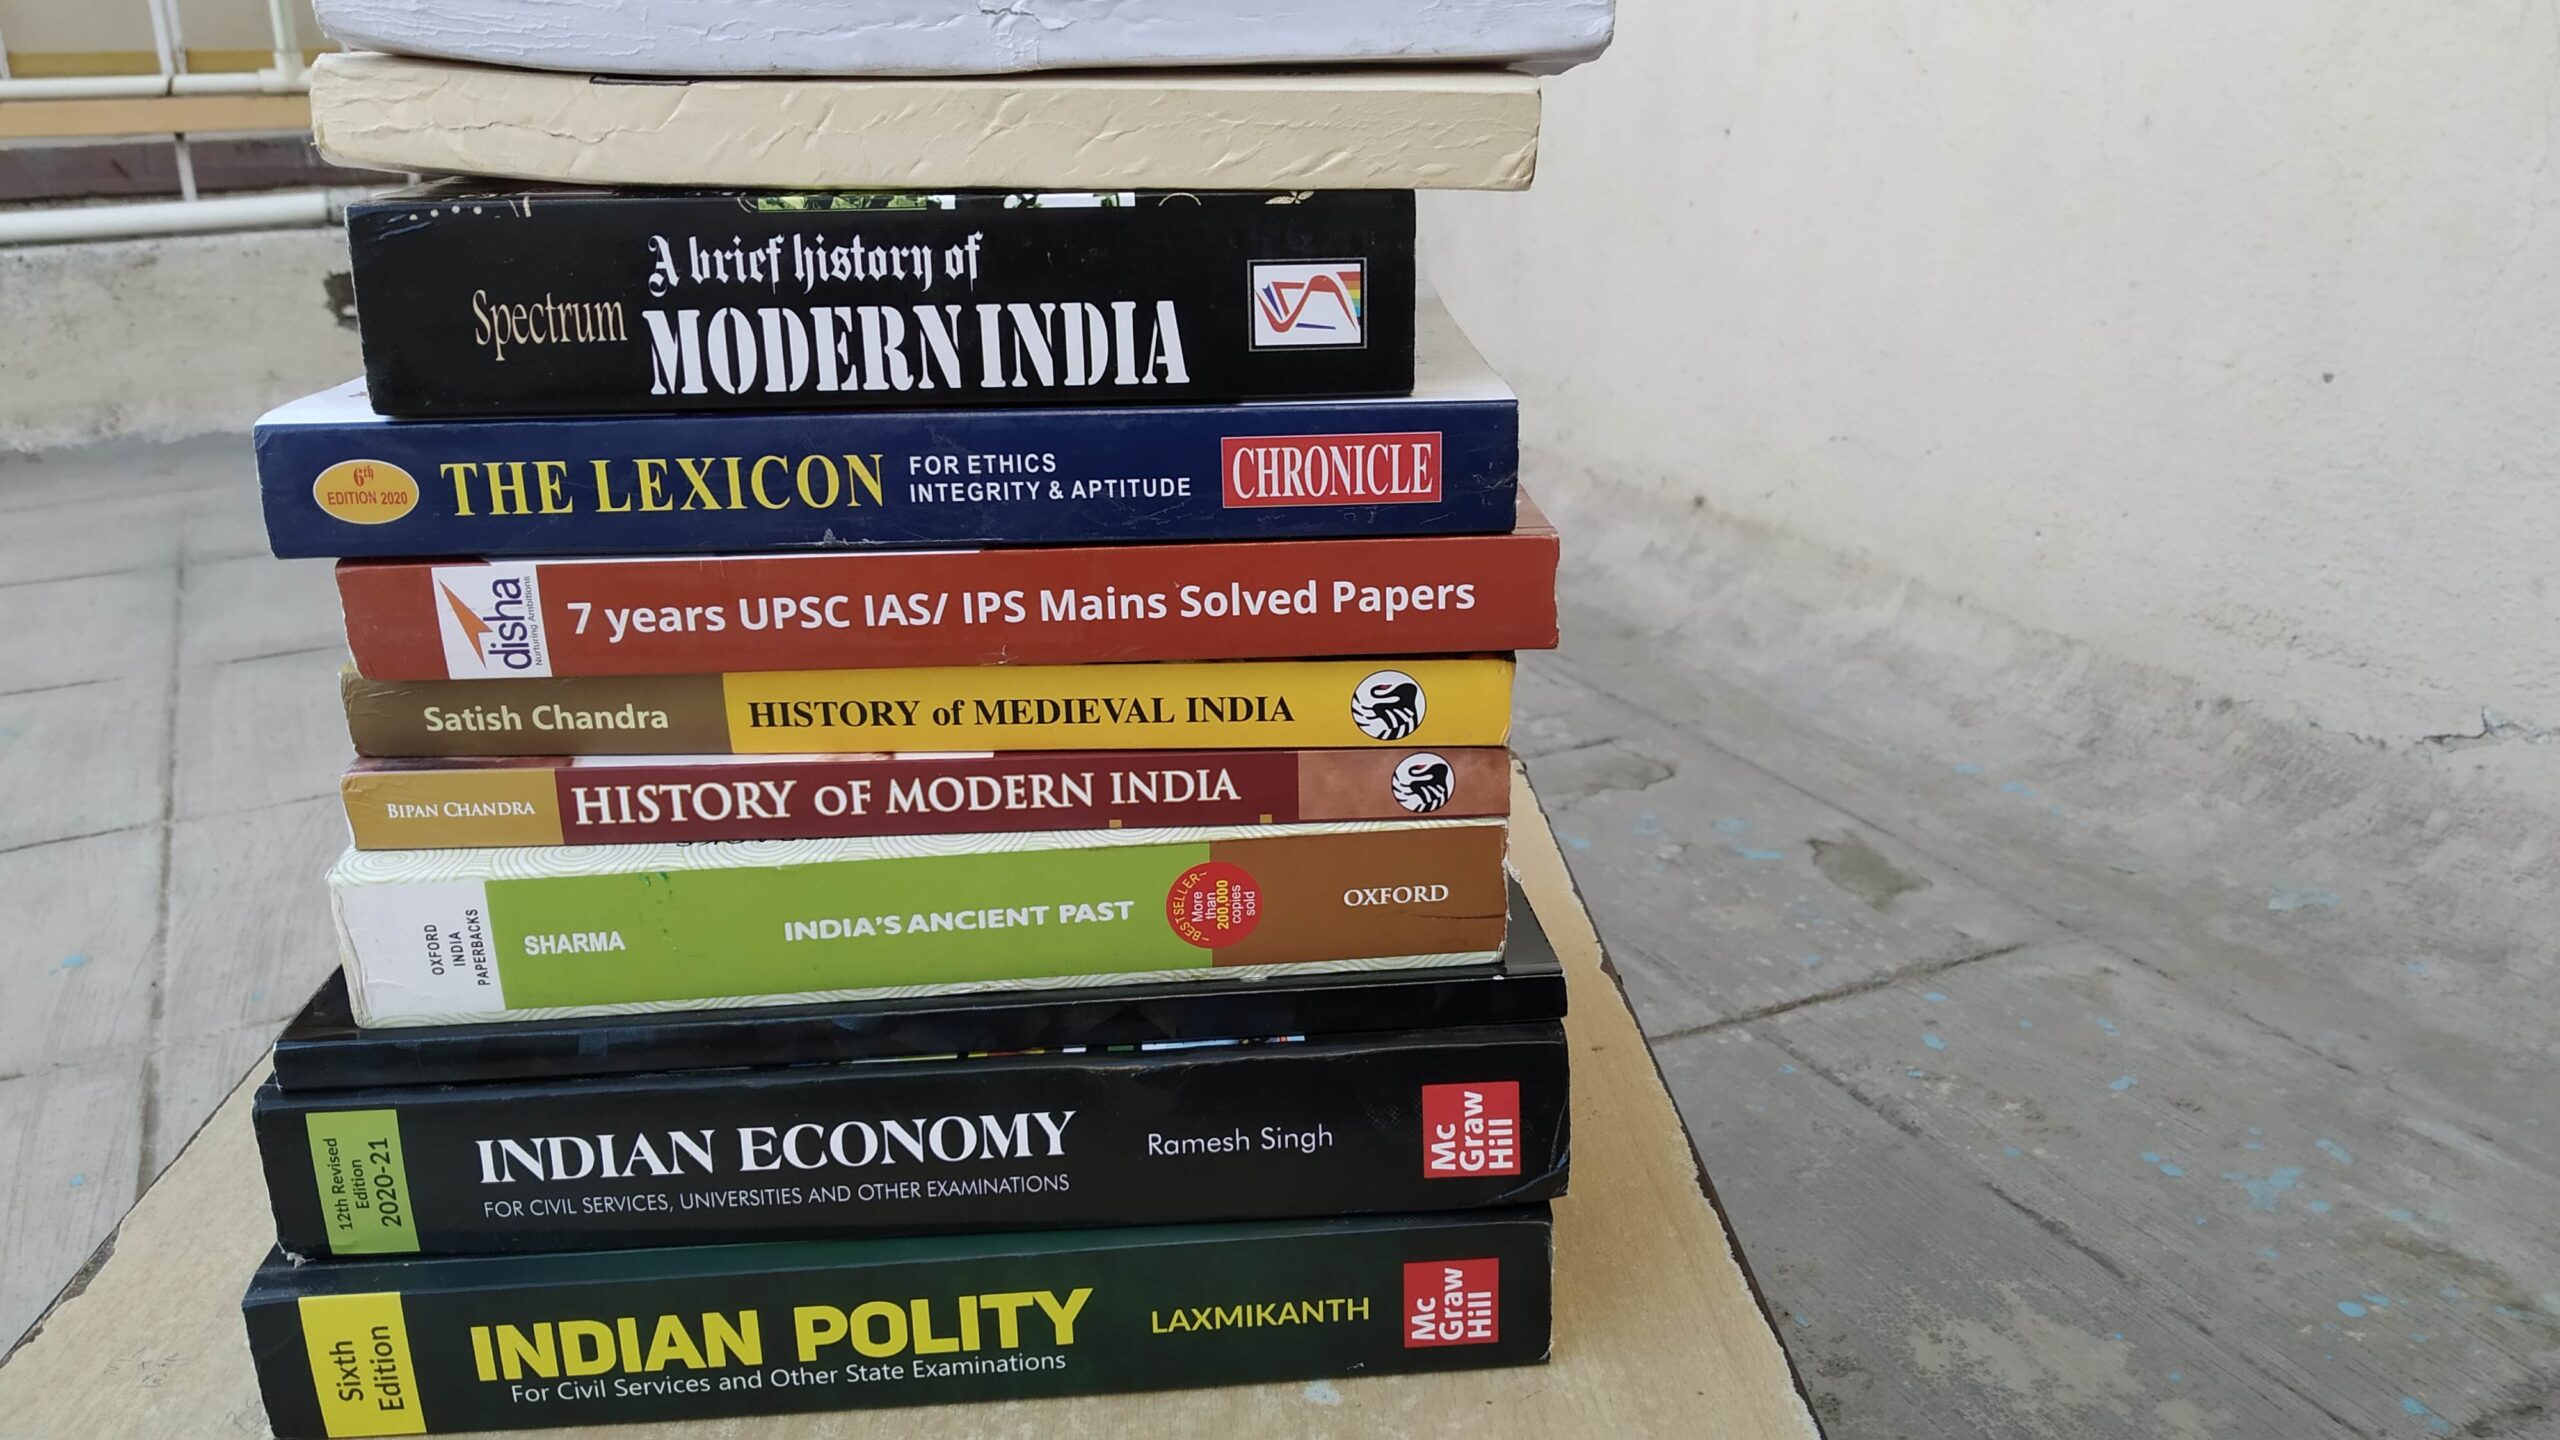 A brief history of
Spectrum MODERN INDIA
6th
EDITION 2020
THE LEXICON
FOR ETHICS
INTEGRITY & APTITUDE
CHRONICLE
disha
Nurturing Ambitions
7 years UPSC IAS/ IPS Mains Solved Papers
Satish Chandra HISTORY of MEDIEVAL INDIA
BIPAN CHANDRA HISTORY OF MODERN INDIA
OXFORD
INDIA
PAPERBACKS
SHARMA INDIA'S ANCIENT PAST
BESTSELLER
More
than
200,000
copies
sold
OXFORD
12th Revised
Edition
2020-21
INDIAN ECONOMY Ramesh Singh
FOR CIVIL SERVICES, UNIVERSITIES AND OTHER EXAMINATIONS
Mc
Graw
Hill
Sixth
Edition
INDIAN POLITY LAXMIKANTH
For Civil Services and Other State Examinations
Mc
Graw
Hill